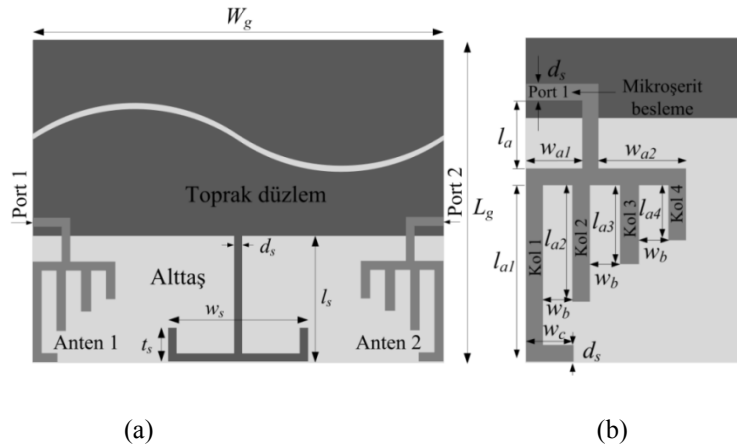 W_g
Port 1
Toprak düzlem
Port 2
L_g
d_s
Alttaş
l_s
w_s
t_s
Anten 1
Anten 2
(a)
d_s
Port 1
Mikroşerit
besleme
l_a
w_a1
w_a2
l_a1
Kol 1
l_a2
Kol 2
l_a3
Kol 3
l_a4
Kol 4
w_b
w_b
w_b
w_c
d_s
(b)